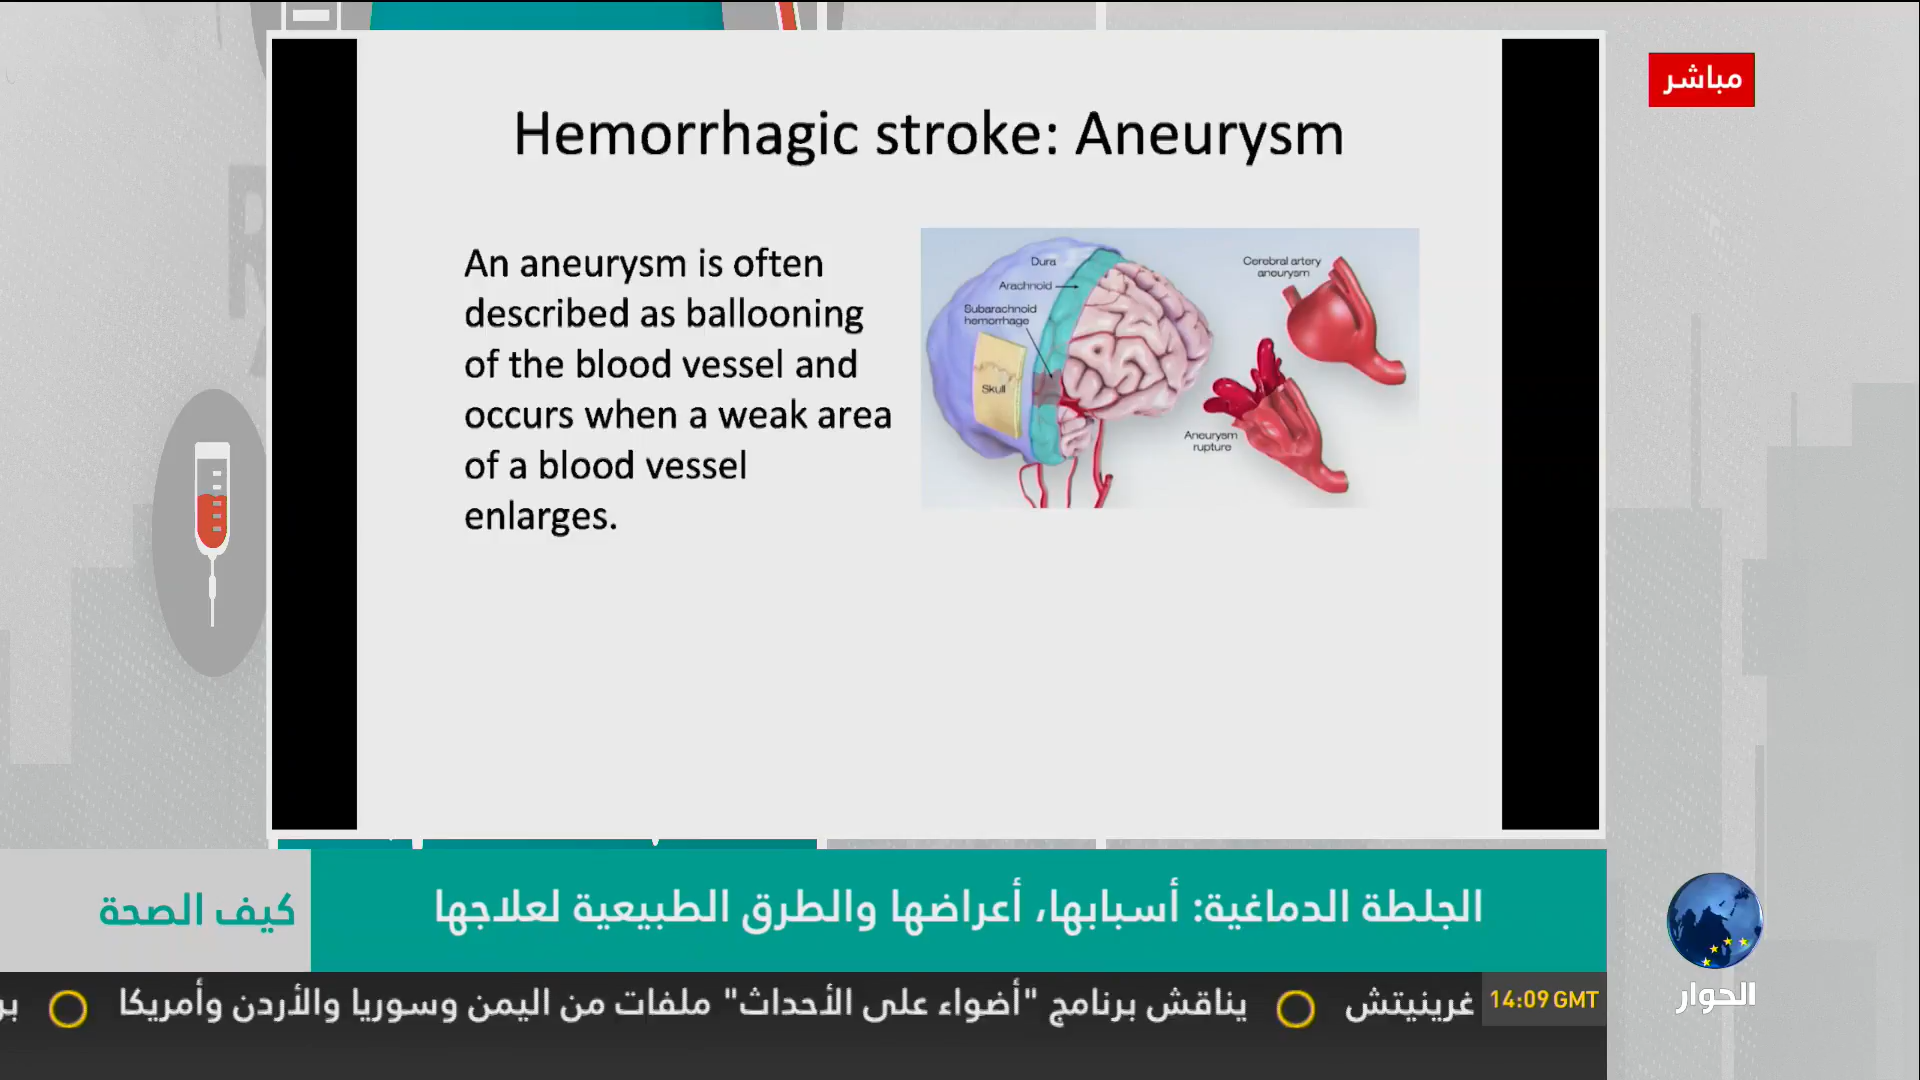 مباشر
Hemorrhagic stroke: Aneurysm
An aneurysm is often
described as ballooning
of the blood vessel and
occurs when a weak area
of a blood vessel
enlarges.
Dura
Arachnoid
Subarachnoid
hemorrhage
Skull
Cerebral artery
aneurysm
Aneurysm
rupture
الجلطة الدماغية: أسبابها، أعراضها والطرق الطبيعية لعلاجها
كيف الصحة
الحوار
14:09 GMT
غرينيتش يناقش برنامج "أضواء على الأحداث" ملفات من اليمن وسوريا والأردن وأمريكا